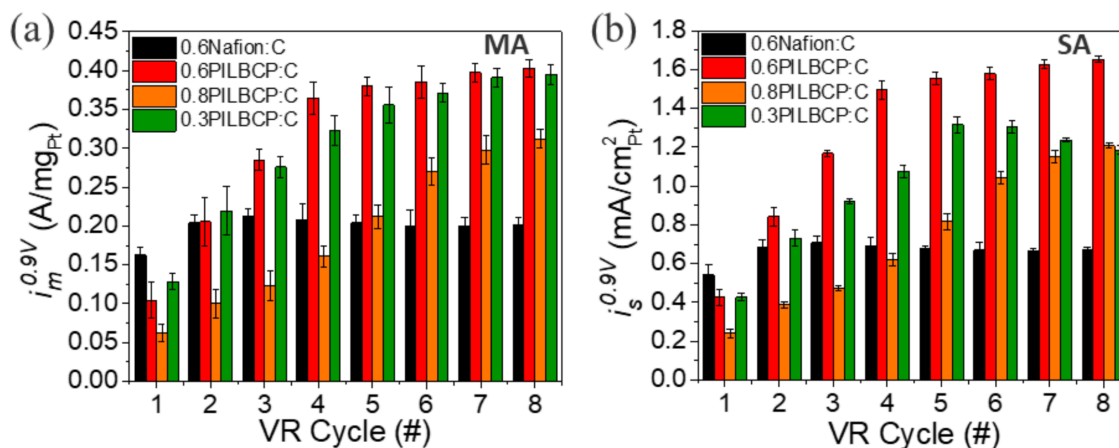 (a)
MA
0.6Nafion:C
0.6PILBCP:C
0.8PILBCP:C
0.3PILBCP:C
i_m^0.9V (A/mg_Pt)
0.45
0.40
0.35
0.30
0.25
0.20
0.15
0.10
0.05
0.00
1 2 3 4 5 6 7 8
VR Cycle (#)
(b)
SA
0.6Nafion:C
0.6PILBCP:C
0.8PILBCP:C
0.3PILBCP:C
i_s^0.9V (mA/cm²_Pt)
1.8
1.6
1.4
1.2
1.0
0.8
0.6
0.4
0.2
0.0
1 2 3 4 5 6 7 8
VR Cycle (#)